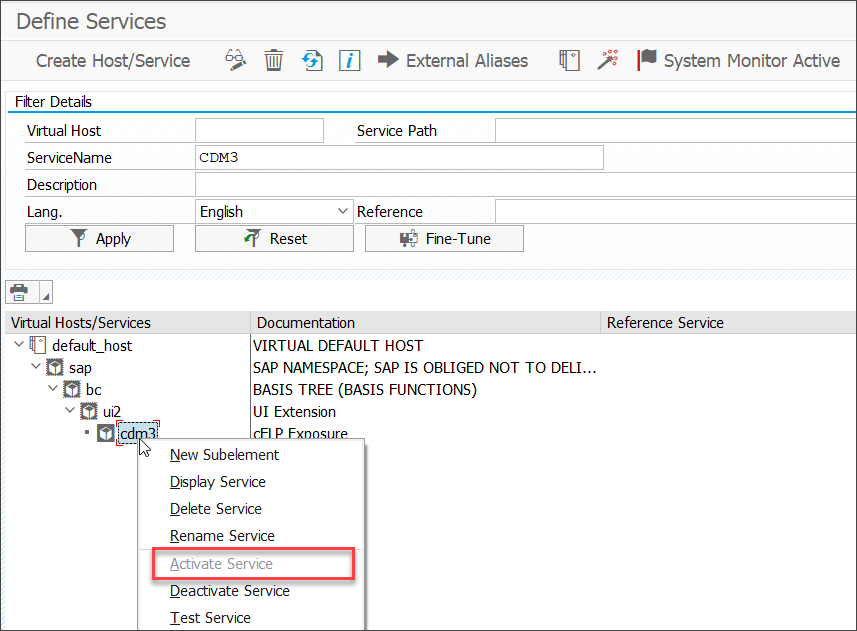 Define Services
Create Host/Service i External Aliases System Monitor Active
Filter Details
Virtual Host Service Path
ServiceName CDM3
Description
Lang. English Reference
Apply Reset Fine-Tune
Virtual Hosts/Services Documentation Reference Service
default_host VIRTUAL DEFAULT HOST
sap SAP NAMESPACE; SAP IS OBLIGED NOT TO DELI...
bc BASIS TREE (BASIS FUNCTIONS)
ui2 UI Extension
cdm3 cFLP Exposure
New Subelement
Display Service
Delete Service
Rename Service
Activate Service
Deactivate Service
Test Service